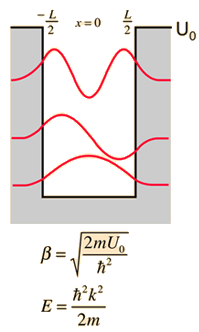 -L/2 x=0 L/2
U₀
β = √(2mU₀/ħ²)
E = ħ²k²/2m